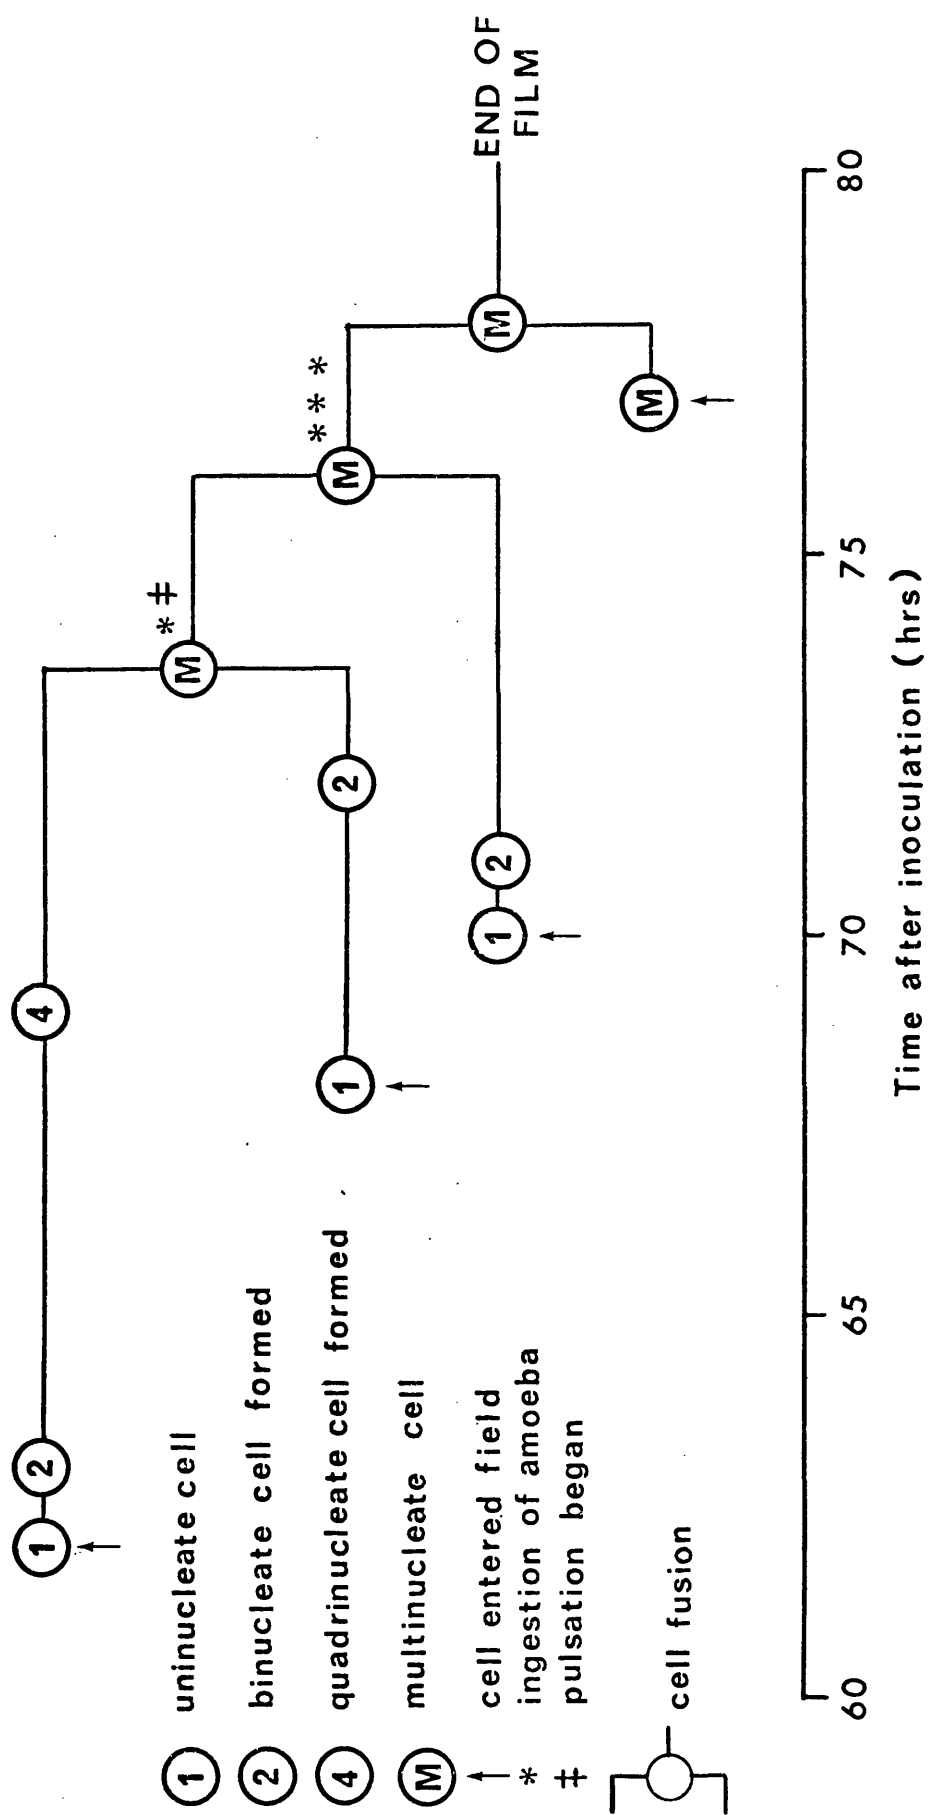 1 2 4 M * # M *** M M END OF
FILM
1 2
1 2 M
1 uninucleate cell
2 binucleate cell formed
4 quadrinucleate cell formed
M multinucleate cell
← cell entered field
* ingestion of amoeba
# pulsation began
cell fusion
60 65 70 75 80
Time after inoculation (hrs)